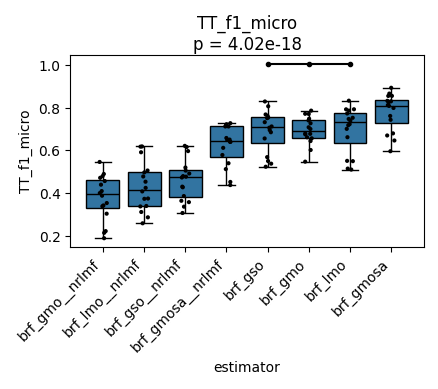 TT_f1_micro
p = 4.02e-18
TT_f1_micro
1.0
0.8
0.6
0.4
0.2
brf_gmo__nrlmf
brf_lmo__nrlmf
brf_gso__nrlmf
brf_gmosa__nrlmf
brf_gso
brf_gmo
brf_lmo
brf_gmosa
estimator